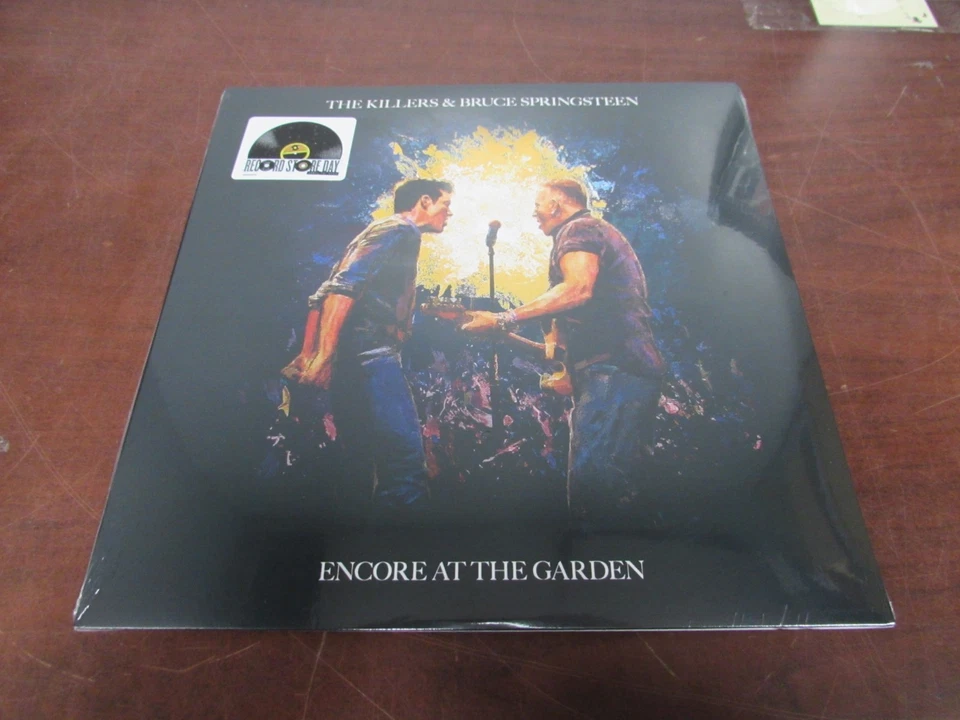 THE KILLERS & BRUCE SPRINGSTEEN
RECORD STORE DAY
ENCORE AT THE GARDEN